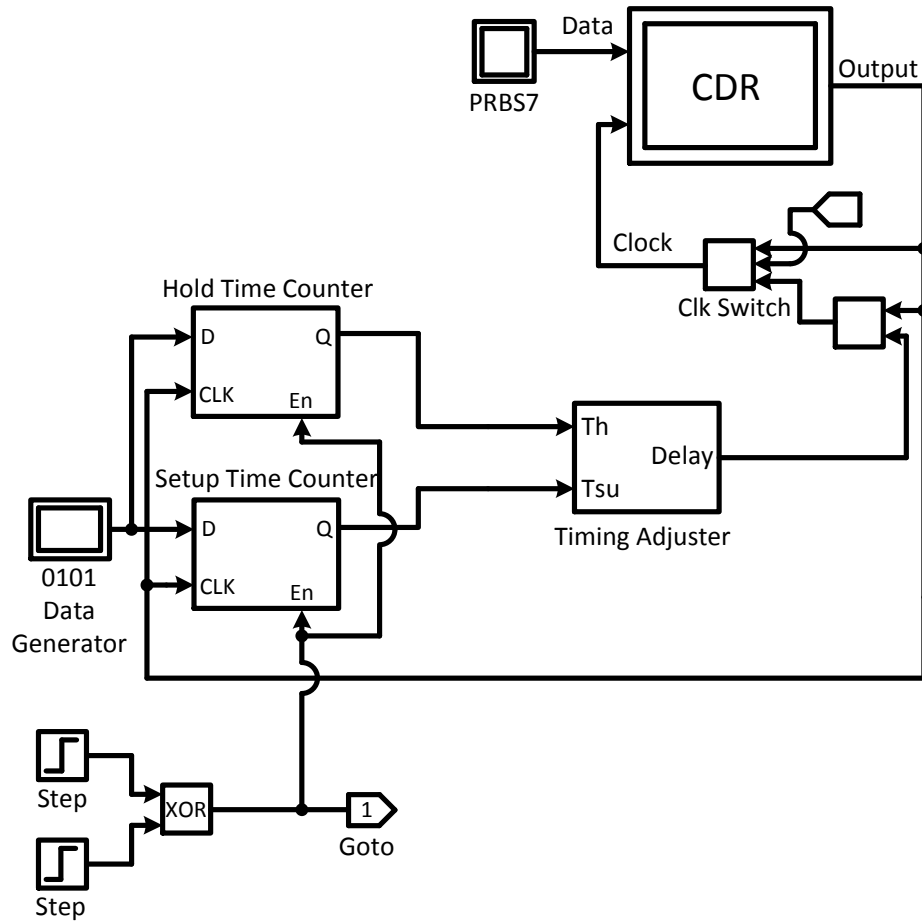 Data
PRBS7
CDR
Output
Clock
Clk Switch
Hold Time Counter
D
Q
CLK
En
Setup Time Counter
D
Q
CLK
En
Th
Delay
Tsu
Timing Adjuster
0101
Data
Generator
Step
XOR
1
Goto
Step